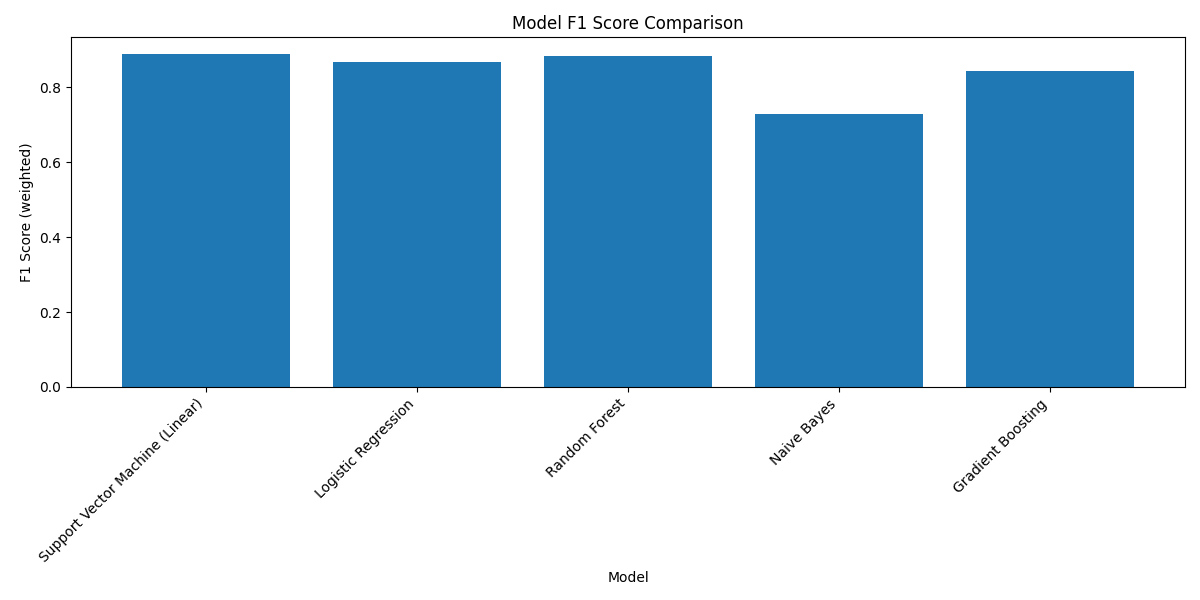 Model F1 Score Comparison
F1 Score (weighted)
0.8
0.6
0.4
0.2
0.0
Support Vector Machine (Linear)
Logistic Regression
Random Forest
Naive Bayes
Gradient Boosting
Model